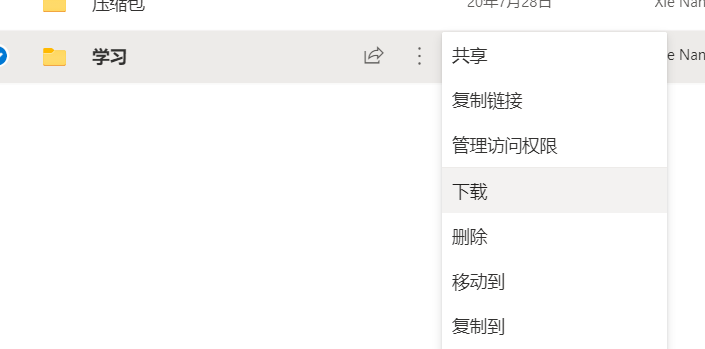 压缩包
20年7月28日
Xie Nan
学习
共享
e Nan
复制链接
管理访问权限
下载
删除
移动到
复制到